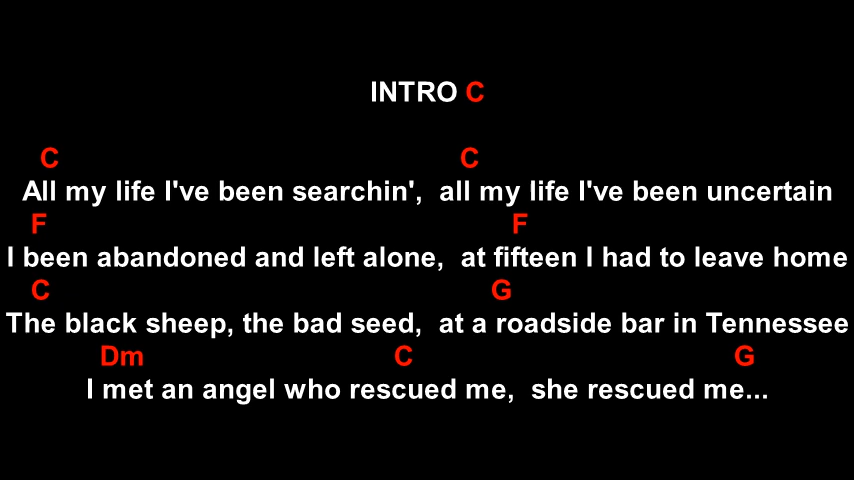 INTRO C
C C
All my life I've been searchin', all my life I've been uncertain
F F
I been abandoned and left alone, at fifteen I had to leave home
C G
The black sheep, the bad seed, at a roadside bar in Tennessee
Dm C G
I met an angel who rescued me, she rescued me...